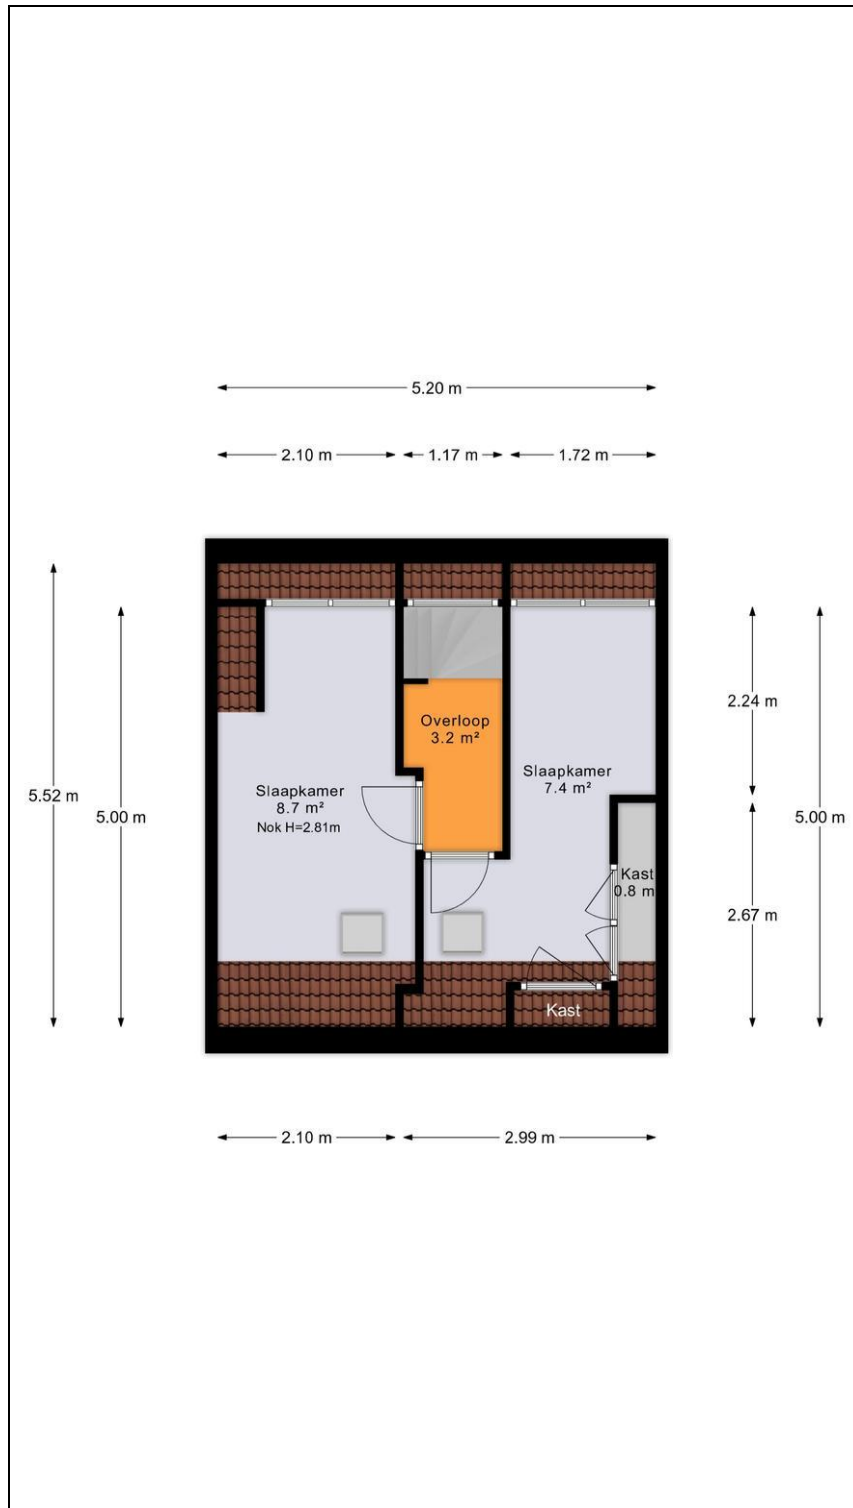 5.20 m
2.10 m
1.17 m
1.72 m
Overloop
3.2 m²
Slaapkamer
7.4 m²
Slaapkamer
8.7 m²
Nok H=2.81m
Kast
0.8 m
Kast
5.52 m
5.00 m
2.24 m
2.67 m
5.00 m
2.10 m
2.99 m